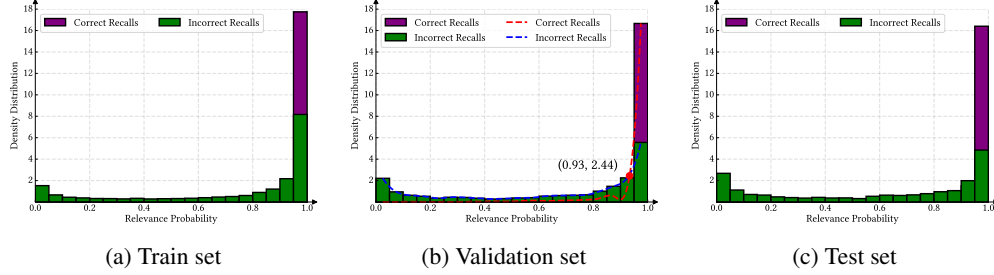 Correct Recalls Incorrect Recalls
18
16
14
12
10
8
6
4
2
0.0 0.2 0.4 0.6 0.8 1.0
Density Distribution
Relevance Probability
(a) Train set
Correct Recalls Correct Recalls
Incorrect Recalls Incorrect Recalls
18
16
14
12
10
8
6
4
2
(0.93, 2.44)
0.0 0.2 0.4 0.6 0.8 1.0
Density Distribution
Relevance Probability
(b) Validation set
Correct Recalls Incorrect Recalls
18
16
14
12
10
8
6
4
2
0.0 0.2 0.4 0.6 0.8 1.0
Density Distribution
Relevance Probability
(c) Test set